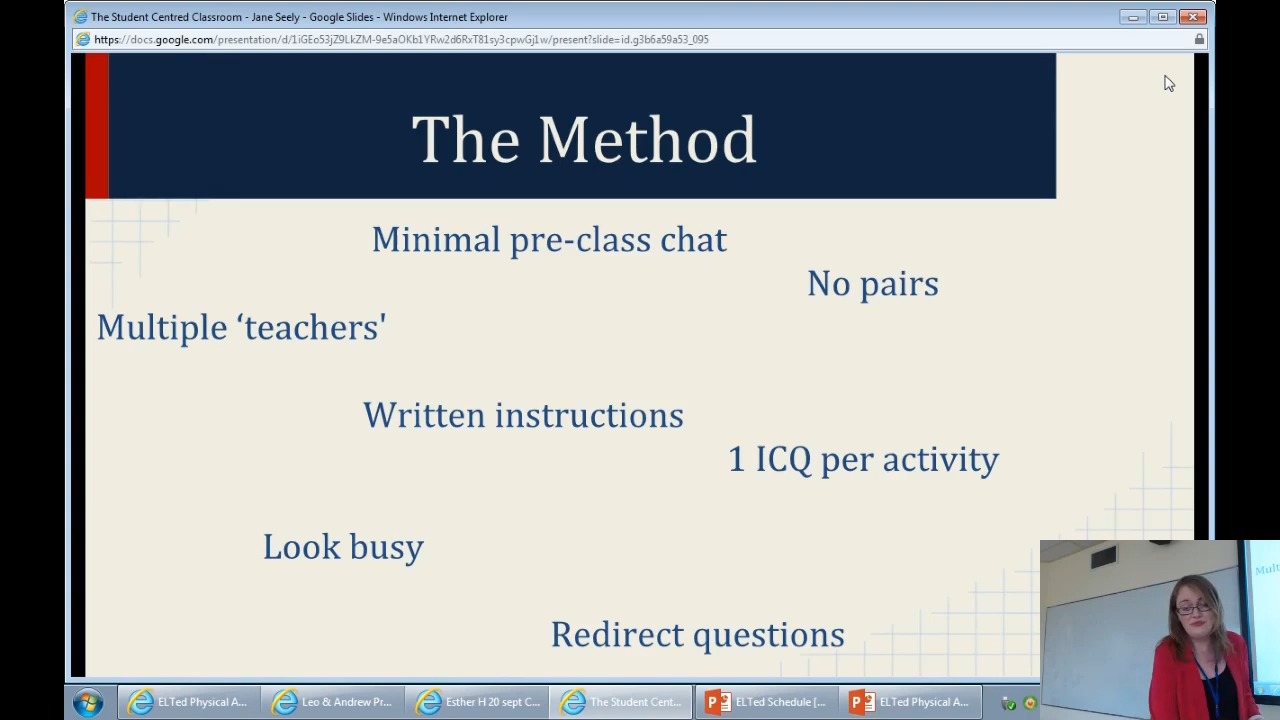 The Student Centred Classroom - Jane Seely - Google Slides - Windows Internet Explorer
https://docs.google.com/presentation/d/1iGEo53jZ9LkZM-9e5aOKb1YRw2d6RxT81sy3cpwGj1w/present?slide=id.g3b6a59a53_095
The Method
Minimal pre-class chat
No pairs
Multiple ‘teachers'
Written instructions
1 ICQ per activity
Look busy
Redirect questions
Mult
ELTed Physical A...
Leo & Andrew Pr...
Esther H 20 sept C...
The Student Cent...
ELTed Schedule [...
ELTed Physical A...